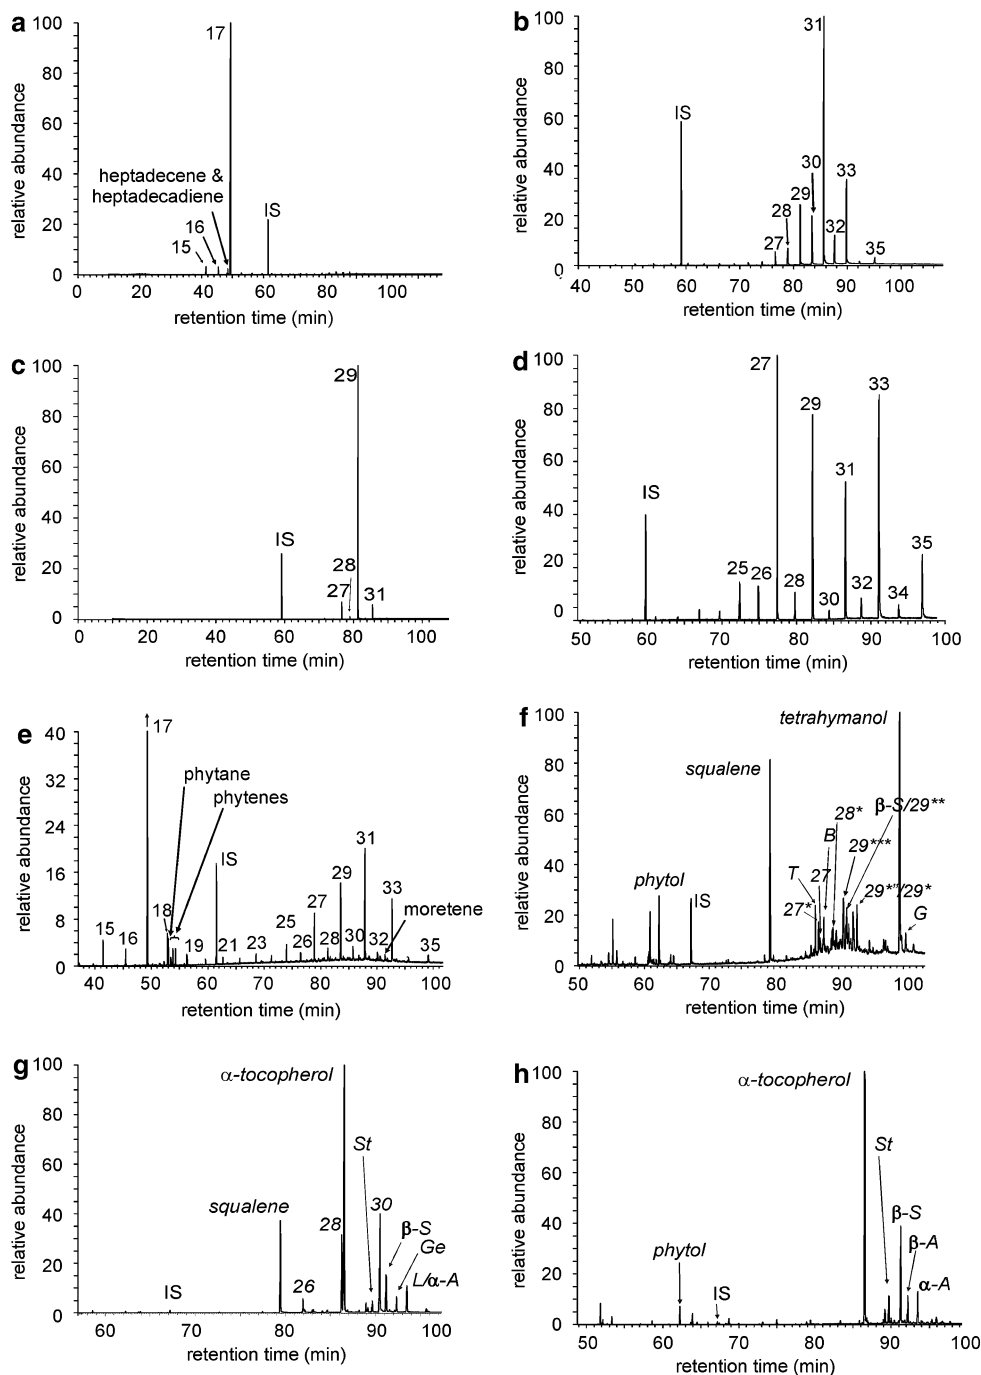 a
100
80
60
40
20
0
relative abundance
17
heptadecene &
heptadecadiene
16
15
IS
0 20 40 60 80 100
retention time (min)
b
100
80
60
40
20
0
relative abundance
31
IS
30
33
29
28
32
27
35
40 50 60 70 80 90 100
retention time (min)
c
100
80
60
40
20
0
relative abundance
29
IS
28
27
31
0 20 40 60 80 100
retention time (min)
d
100
80
60
40
20
0
relative abundance
27
33
29
31
IS
35
25
26
28
32
34
30
50 60 70 80 90 100
retention time (min)
e
40
32
24
16
8
0
relative abundance
17
phytane
phytenes
IS
31
29
33
27
moretene
15
18
25
16
26
28
30
32
19
21
23
35
40 50 60 70 80 90 100
retention time (min)
f
100
80
60
40
20
0
relative abundance
tetrahymanol
squalene
28*
β-S/29**
B
29***
T
27
phytol
IS
27*
29*''/29*
G
50 60 70 80 90 100
retention time (min)
g
100
80
60
40
20
0
relative abundance
α-tocopherol
St
squalene
28
30
β-S
Ge
26
L/α-A
IS
60 70 80 90 100
retention time (min)
h
100
80
60
40
20
0
relative abundance
α-tocopherol
St
β-S
phytol
β-A
IS
α-A
50 60 70 80 90 100
retention time (min)